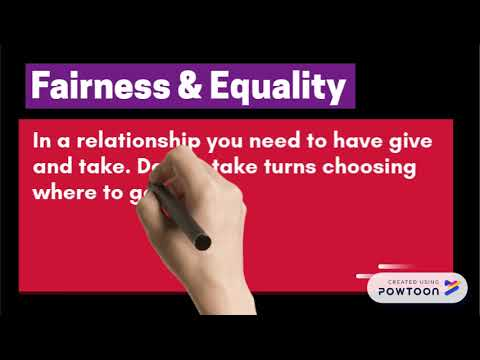 Fairness & Equality
In a relationship you need to have give
and take. take turns choosing
where to
CREATED USING
POWTOON